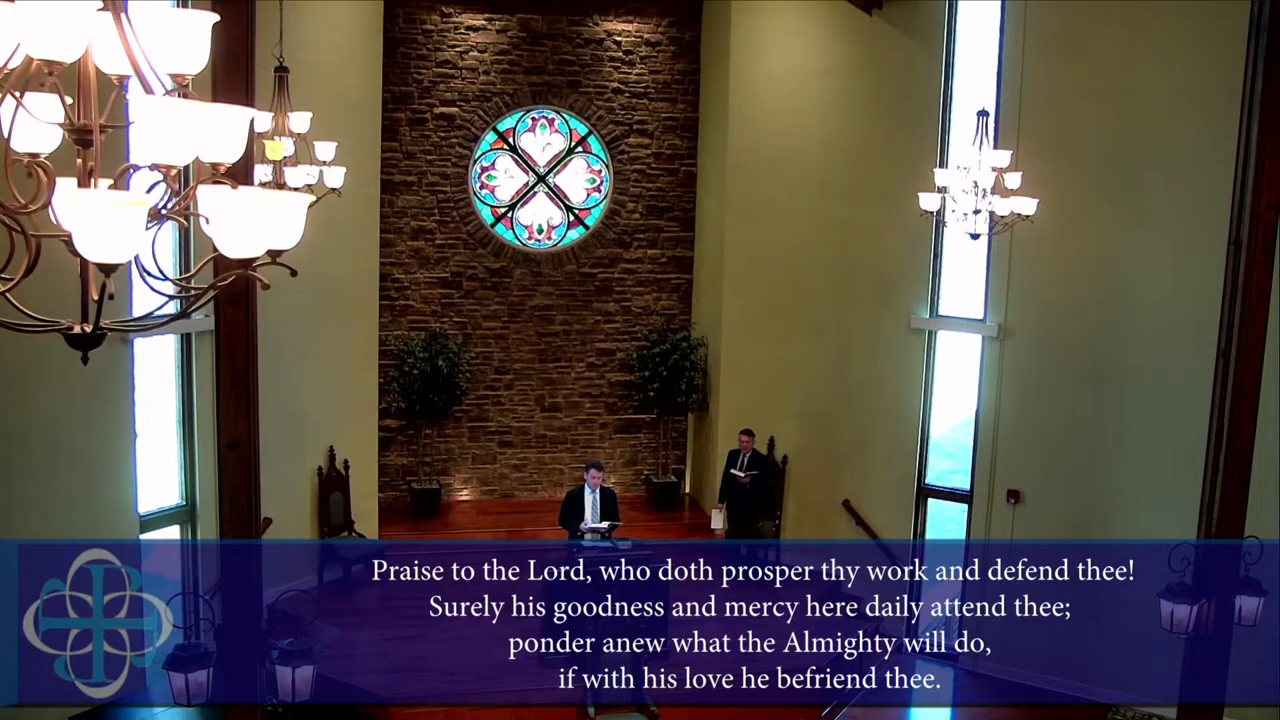 Praise to the Lord, who doth prosper thy work and defend thee!
Surely his goodness and mercy here daily attend thee;
ponder anew what the Almighty will do,
if with his love he befriend thee.